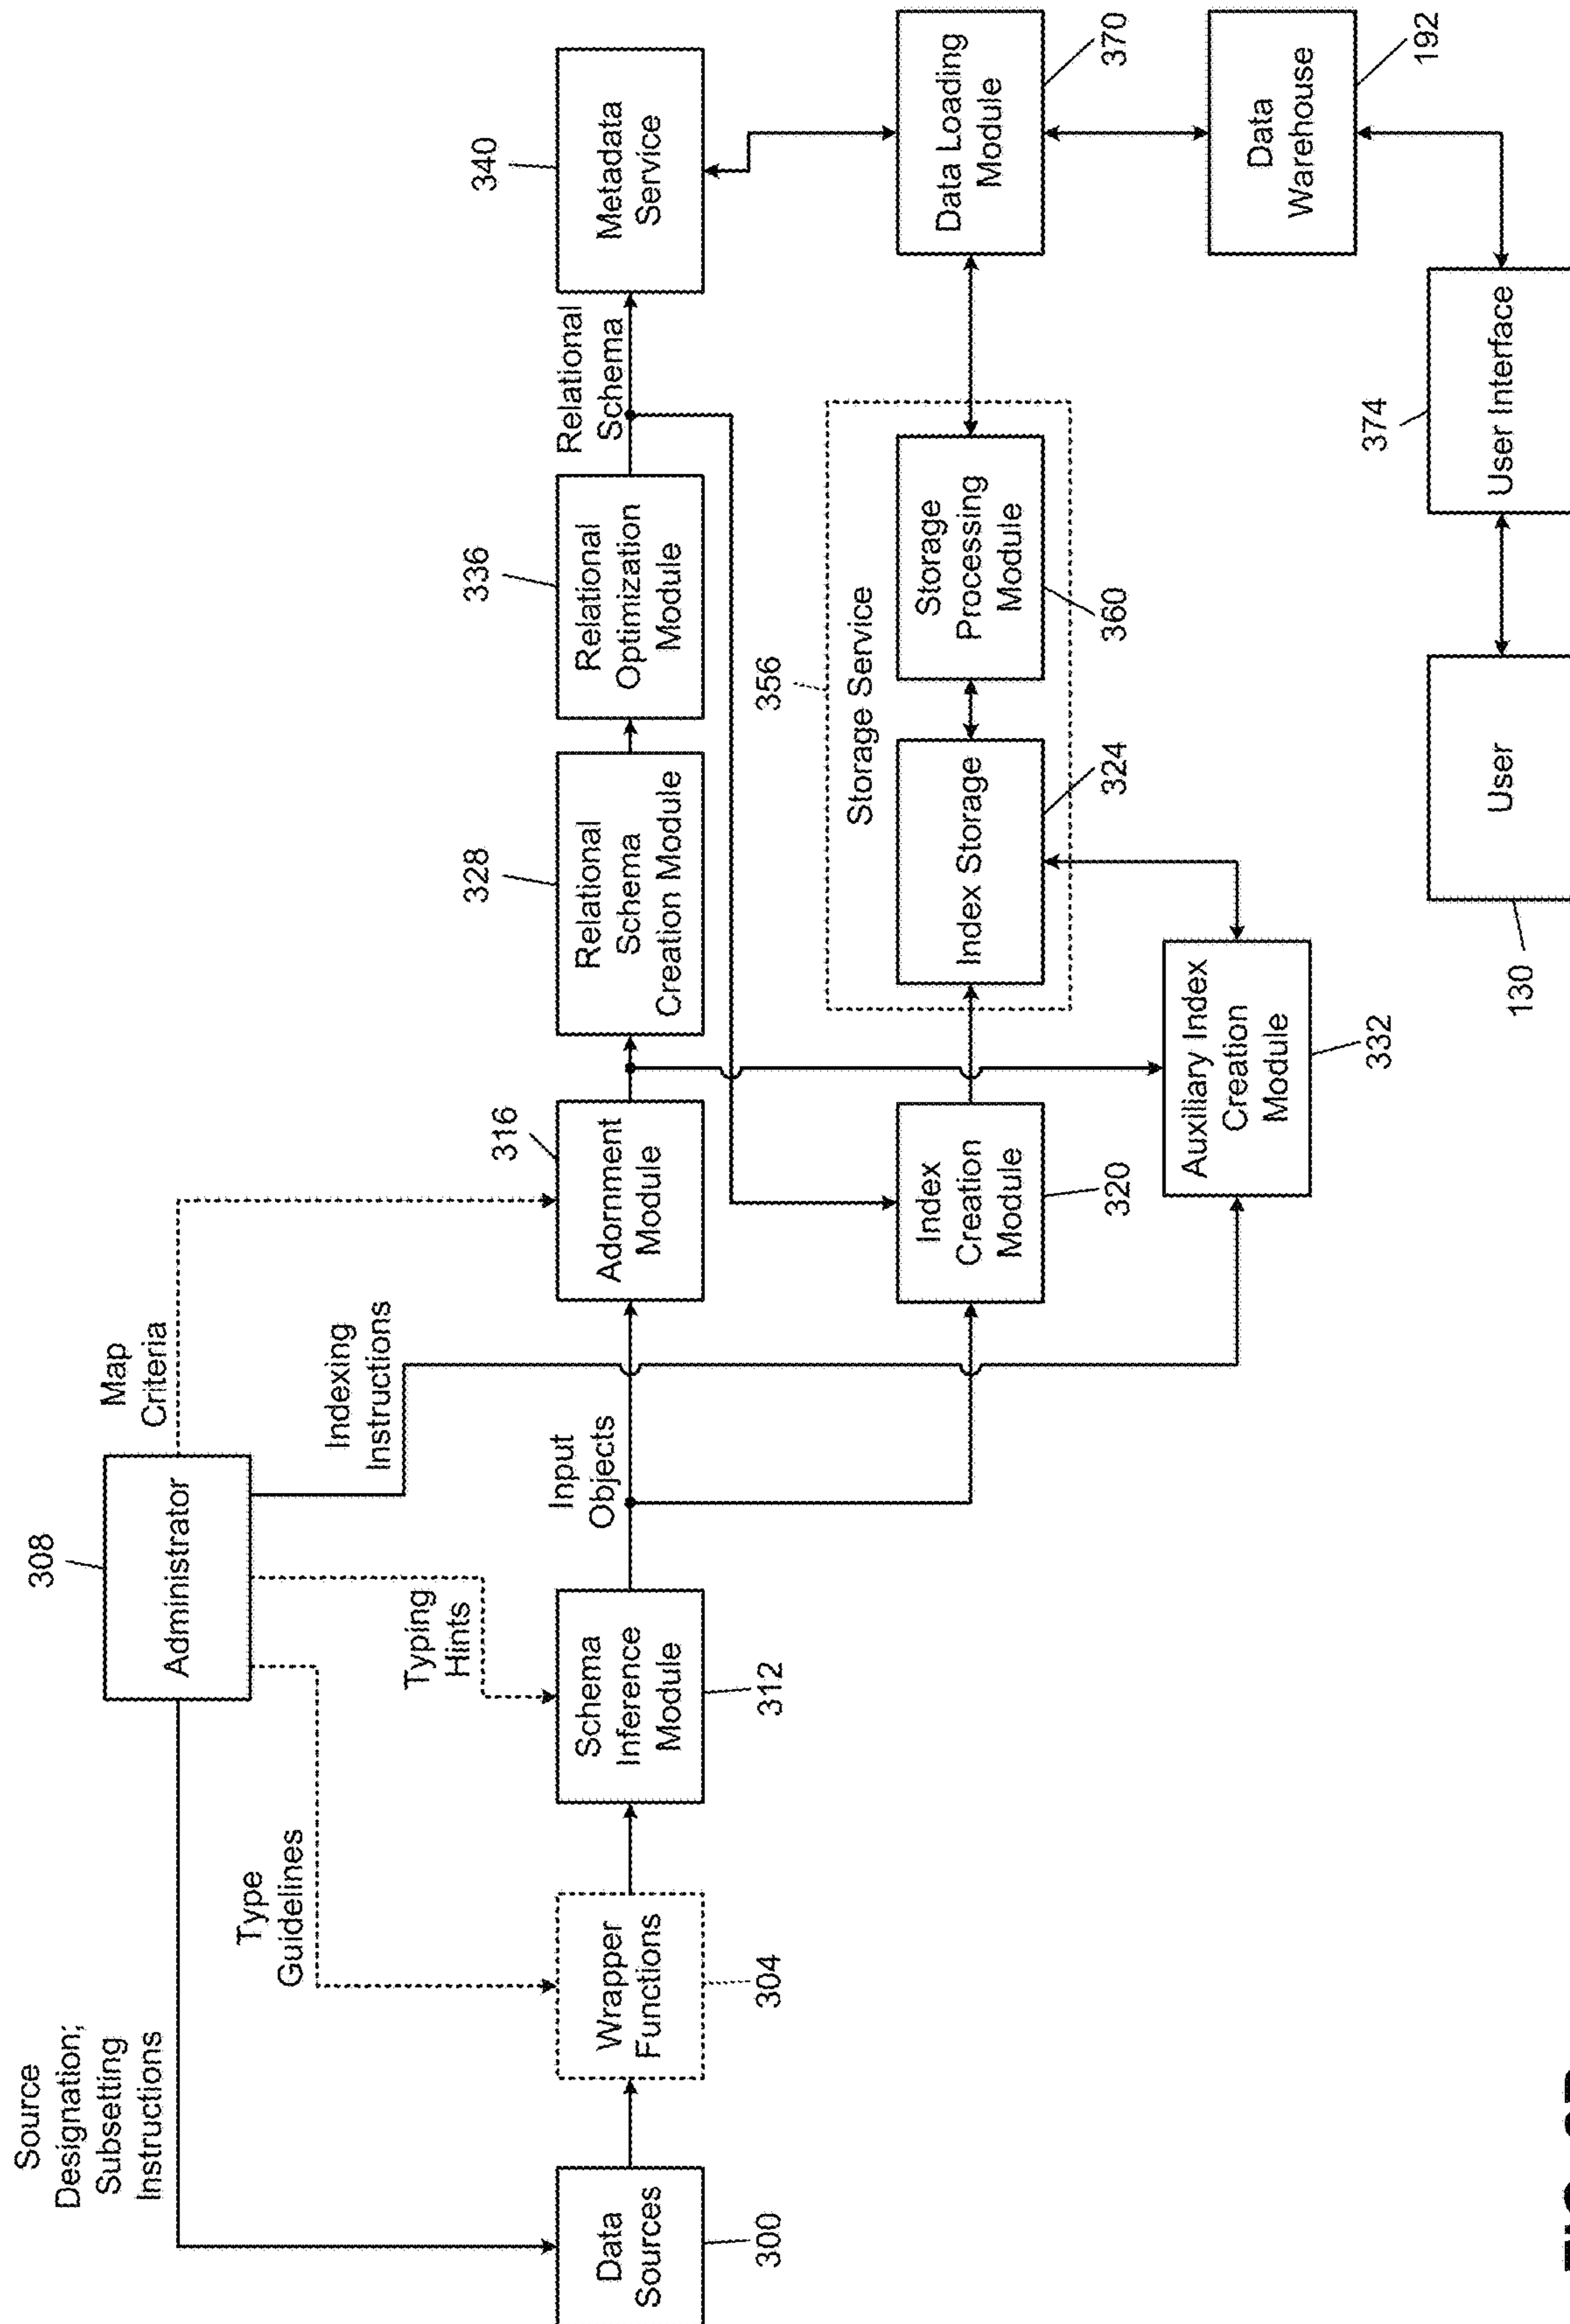 Source
Designation;
Subsetting
Instructions
308
Administrator
Map
Criteria
Type
Guidelines
Typing
Hints
Indexing
Instructions
Data
Sources
300
Wrapper
Functions
304
Schema
Inference
Module
312
Input
Objects
316
Adornment
Module
328
Relational
Schema
Creation Module
336
Relational
Optimization
Module
Relational
Schema
340
Metadata
Service
Index
Creation
Module
320
356
Storage Service
Index Storage
324
Storage
Processing
Module
360
Data Loading
Module
370
Auxiliary Index
Creation
Module
332
Data
Warehouse
192
130
User
374
User Interface